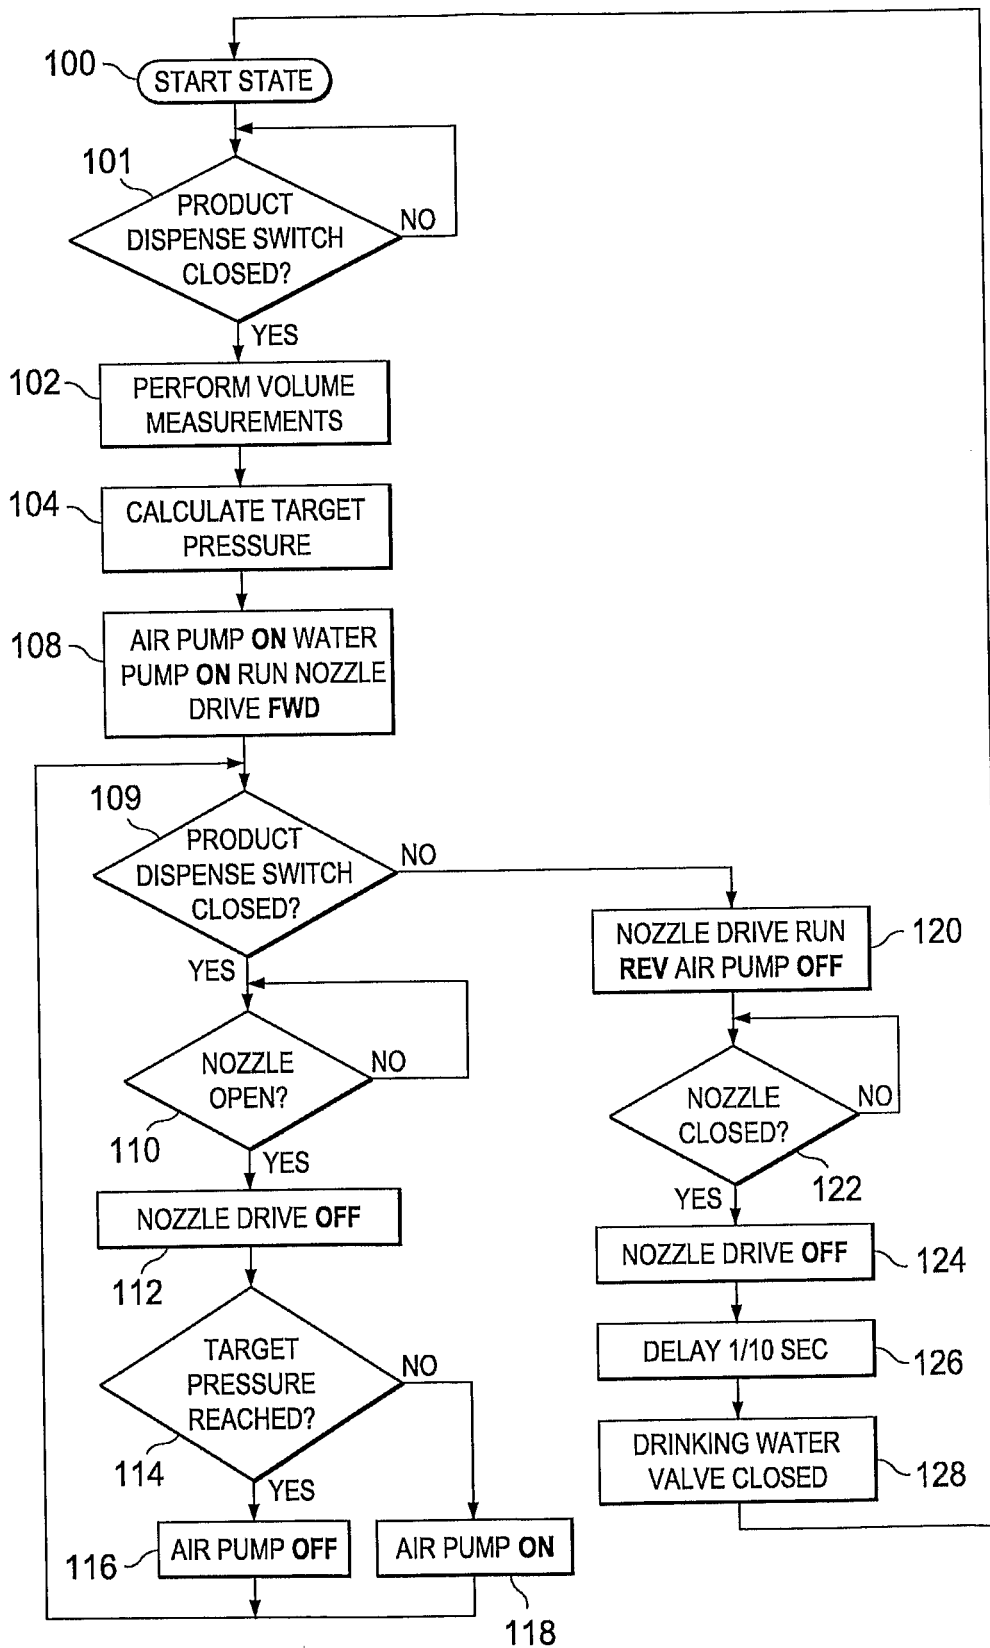 100
START STATE
101
PRODUCT
DISPENSE SWITCH
CLOSED?
NO
YES
102
PERFORM VOLUME
MEASUREMENTS
104
CALCULATE TARGET
PRESSURE
108
AIR PUMP ON WATER
PUMP ON RUN NOZZLE
DRIVE FWD
109
PRODUCT
DISPENSE SWITCH
CLOSED?
NO
YES
NOZZLE
OPEN?
NO
110
YES
NOZZLE DRIVE OFF
112
TARGET
PRESSURE
REACHED?
NO
114
YES
116
AIR PUMP OFF
AIR PUMP ON
118
NOZZLE DRIVE RUN
REV AIR PUMP OFF
120
NOZZLE
CLOSED?
NO
122
YES
NOZZLE DRIVE OFF
124
DELAY 1/10 SEC
126
DRINKING WATER
VALVE CLOSED
128